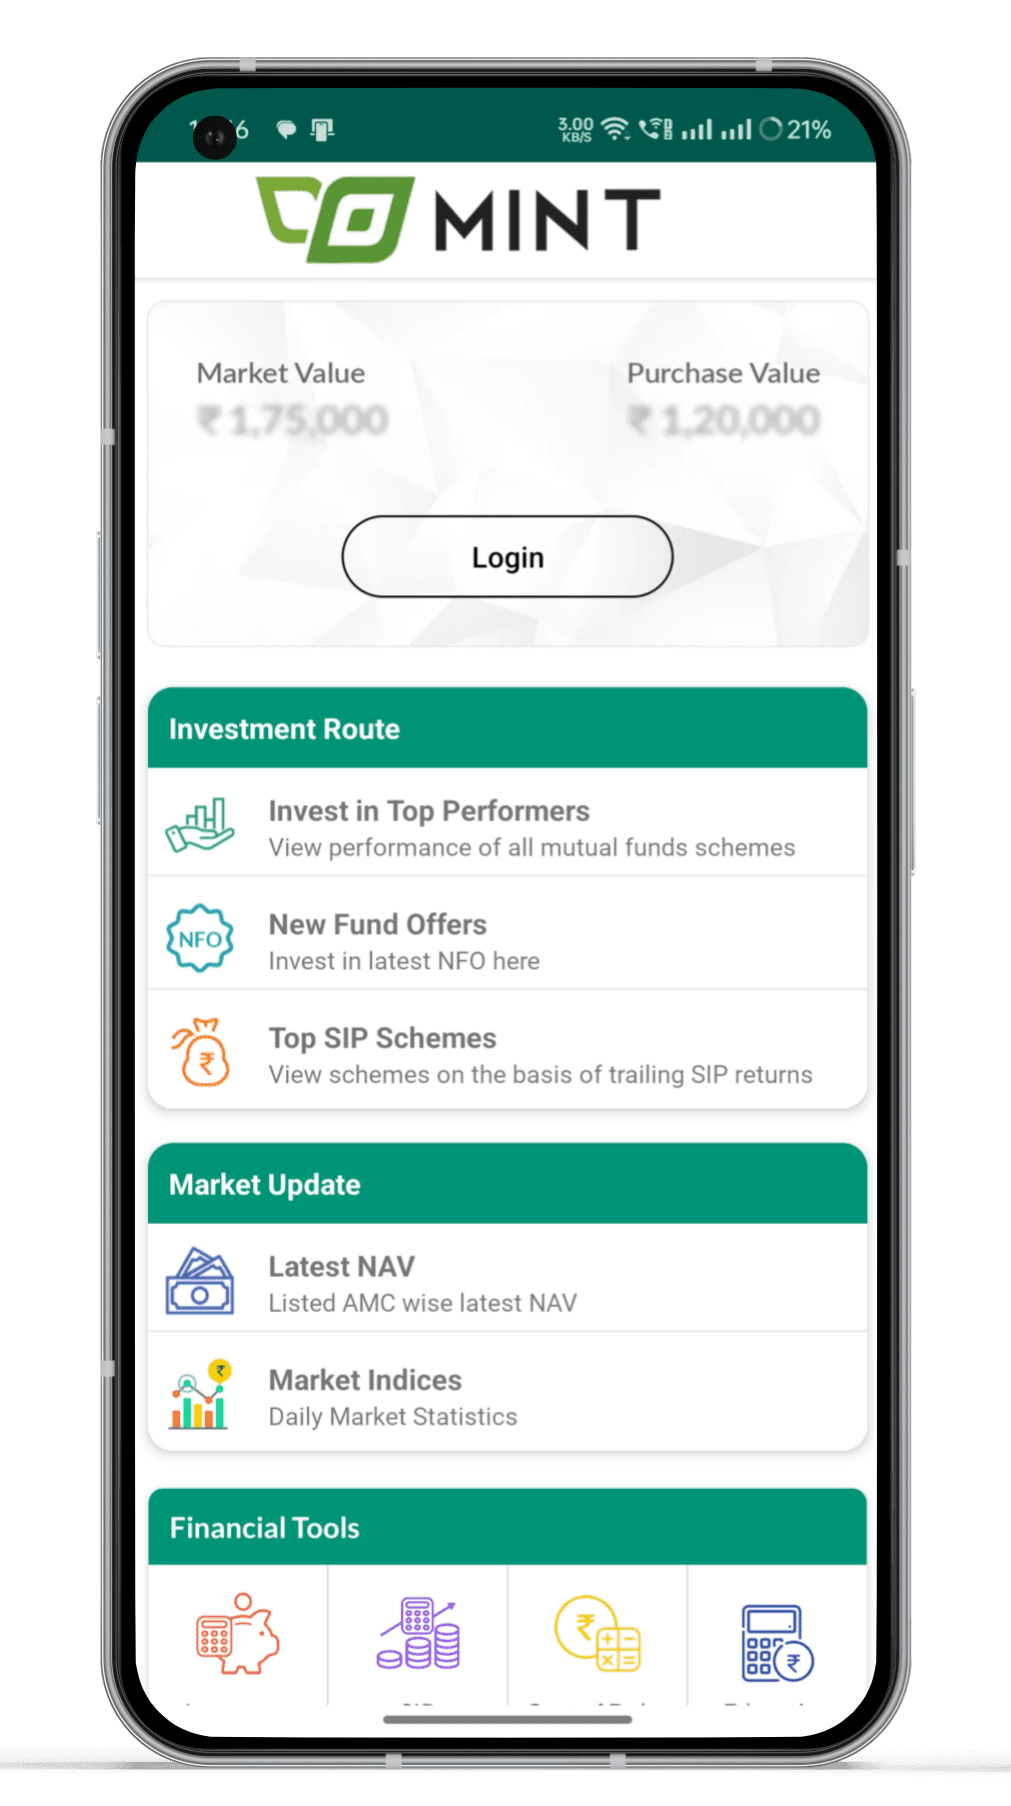 3.00
KB/S
21%
MINT
Market Value
Purchase Value
₹ 1,75,000
₹ 1,20,000
Login
Investment Route
Invest in Top Performers
View performance of all mutual funds schemes
NFO
New Fund Offers
Invest in latest NFO here
₹
Top SIP Schemes
View schemes on the basis of trailing SIP returns
Market Update
Latest NAV
Listed AMC wise latest NAV
₹
Market Indices
Daily Market Statistics
Financial Tools
₹
₹